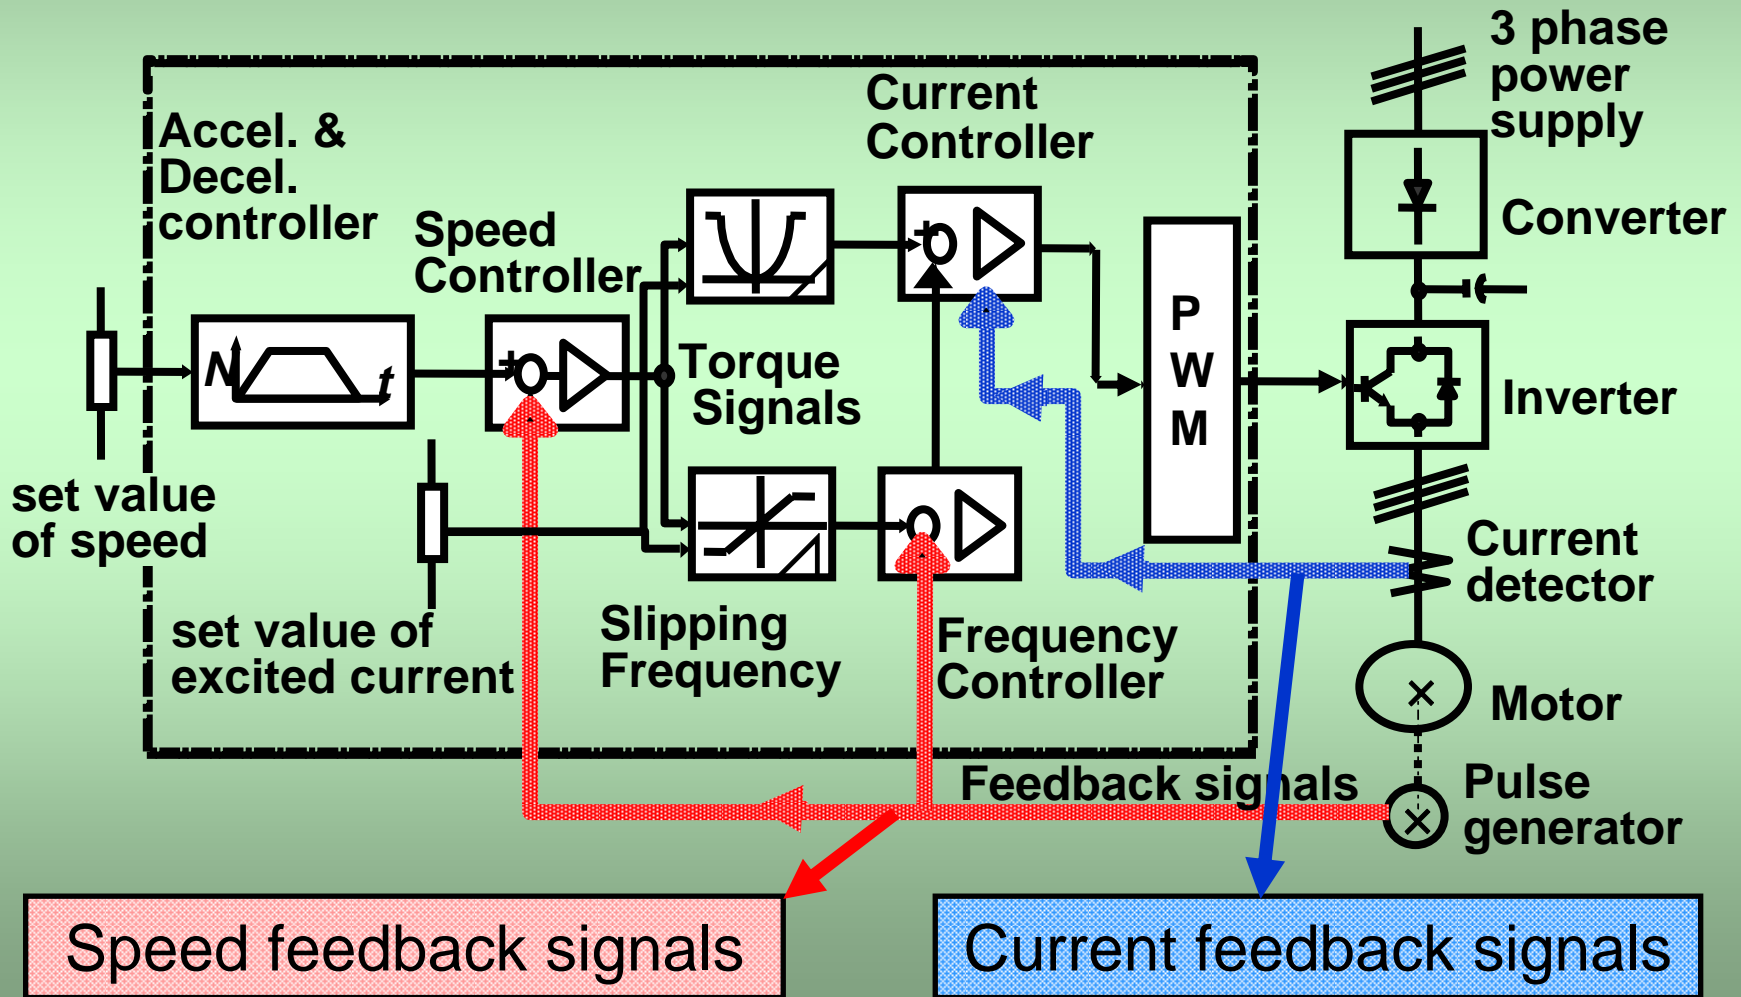 3 phase
power
supply
Current
Controller
Accel. &
Decel.
controller
Speed
Controller
Converter
+
N
t
+
P
W
M
Torque
Signals
Inverter
set value
of speed
Current
detector
set value of
excited current
Slipping
Frequency
Frequency
Controller
Motor
Feedback signals
Pulse
generator
Speed feedback signals
Current feedback signals